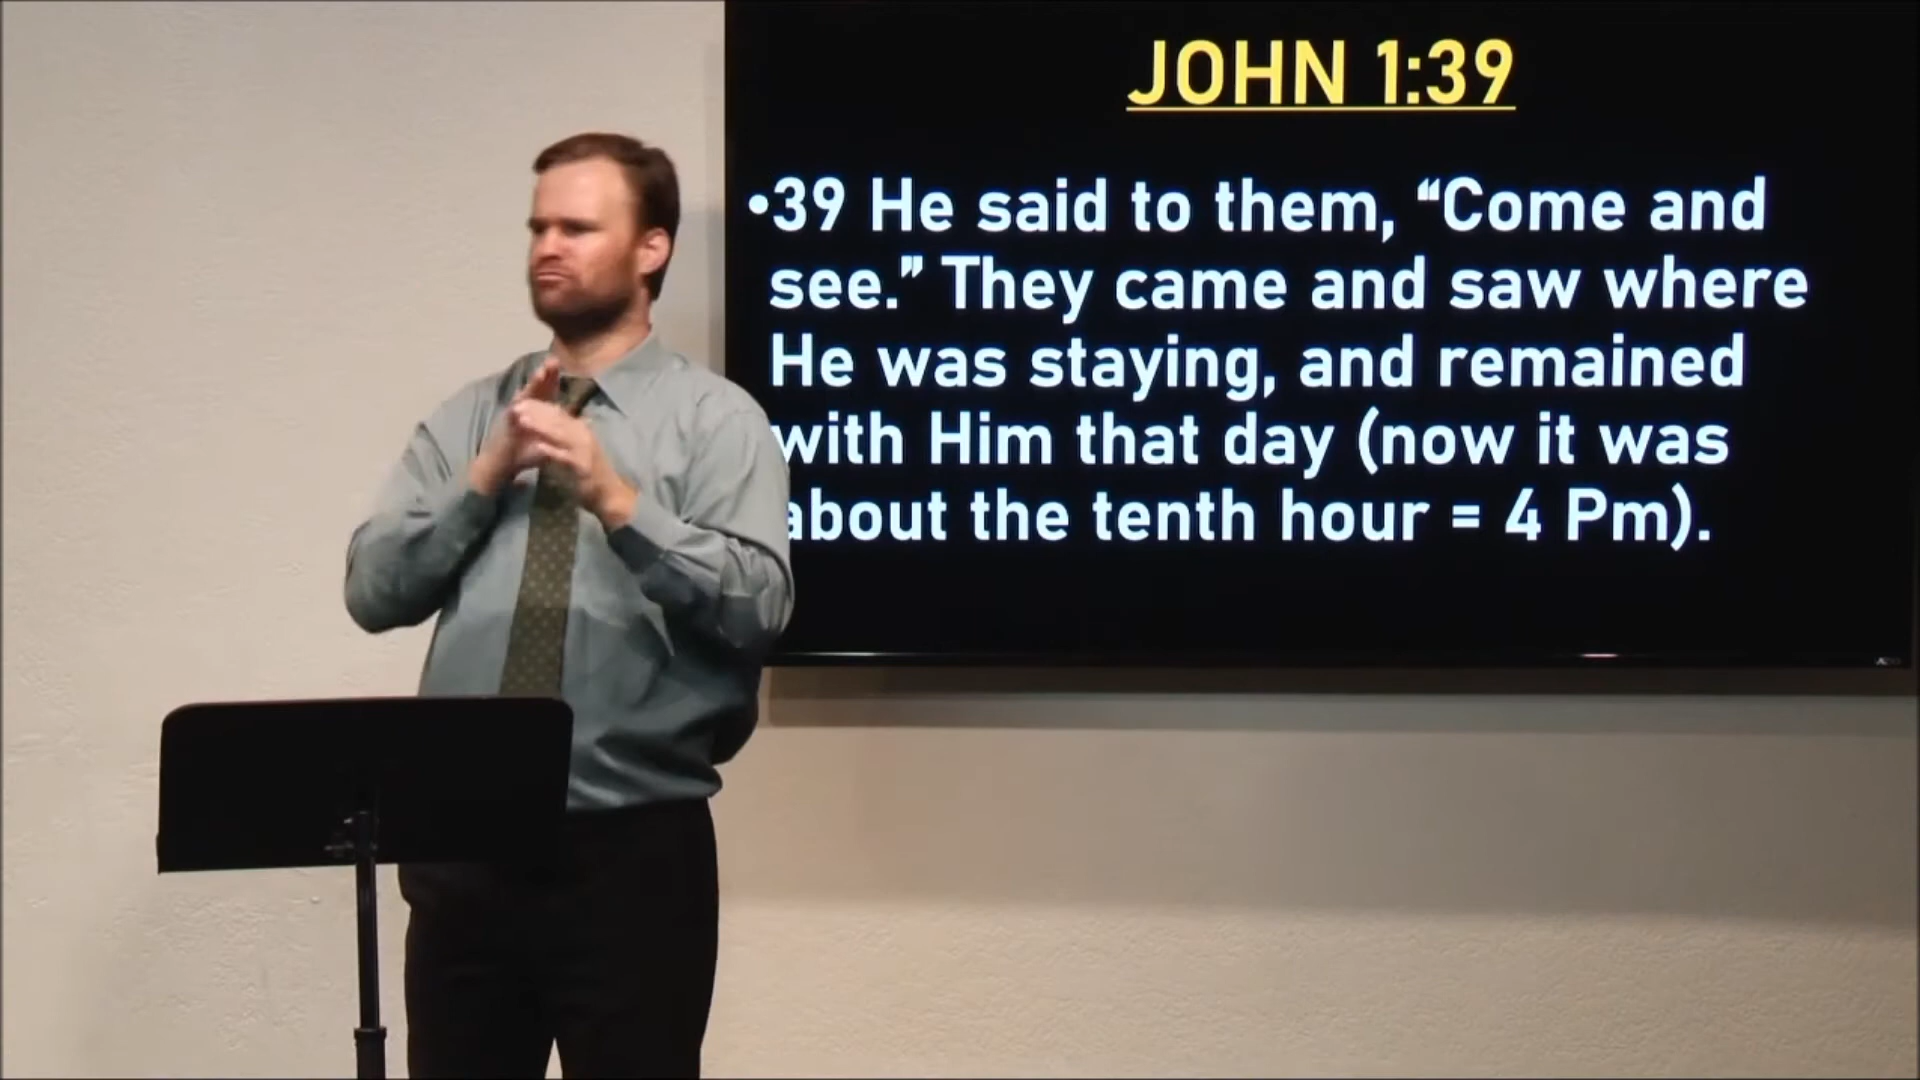 JOHN 1:39
•39 He said to them, “Come and
see.” They came and saw where
He was staying, and remained
with Him that day (now it was
about the tenth hour = 4 Pm).